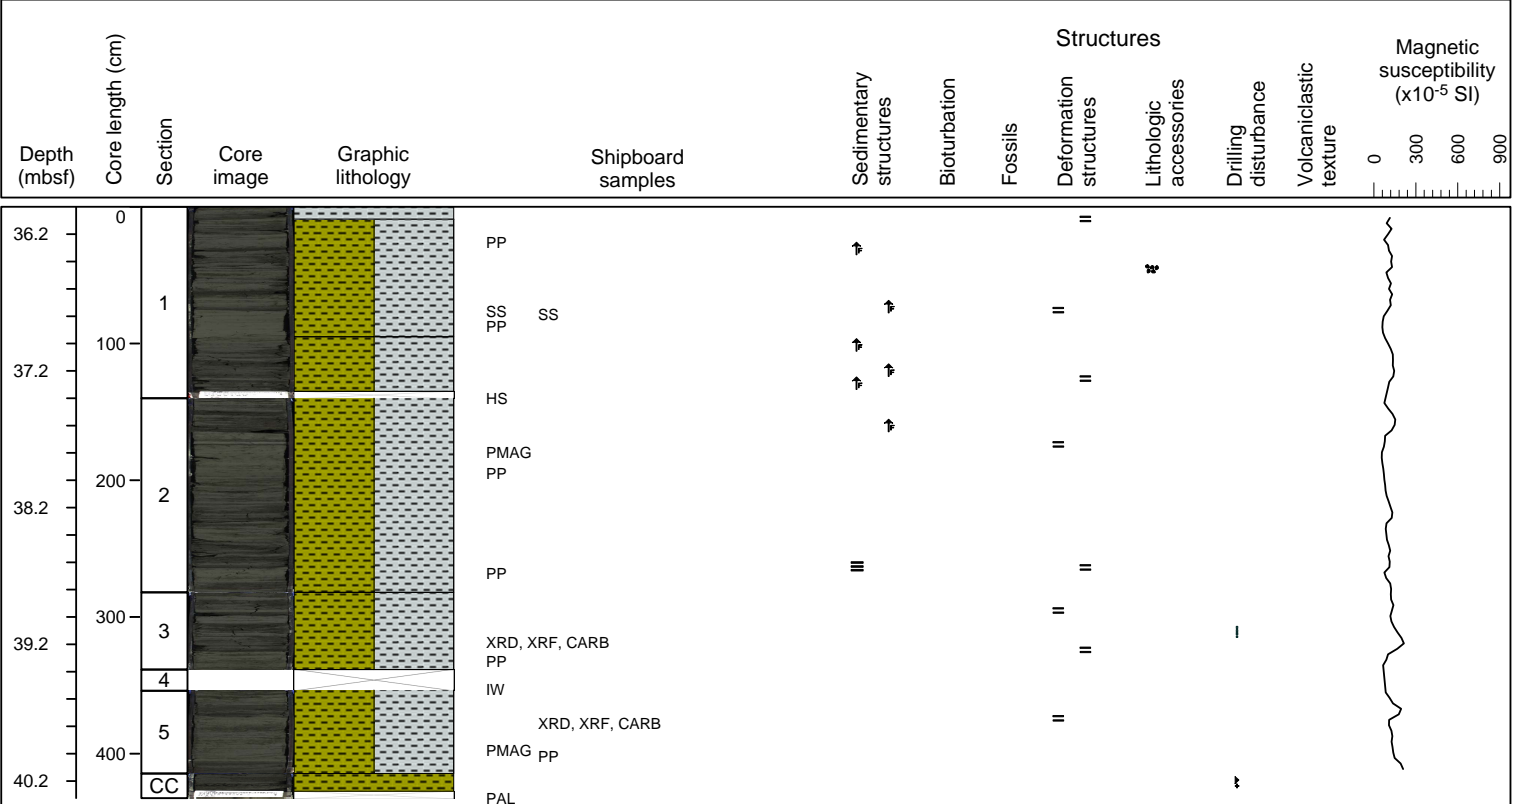 Structures
Depth
(mbsf)
Core length (cm)
Section
Core
image
Graphic
lithology
Shipboard
samples
Sedimentary
structures
Bioturbation
Fossils
Deformation
structures
Lithologic
accessories
Drilling
disturbance
Volcaniclastic
texture
Magnetic
susceptibility
(x10-5 SI)
0 300 600 900
0
36.2
PP
1
SS SS
PP
100
37.2
HS
PMAG
PP
200
2
38.2
PP
300
3
39.2
XRD, XRF, CARB
PP
4
IW
XRD, XRF, CARB
5
PMAG PP
400
40.2
CC
PAL